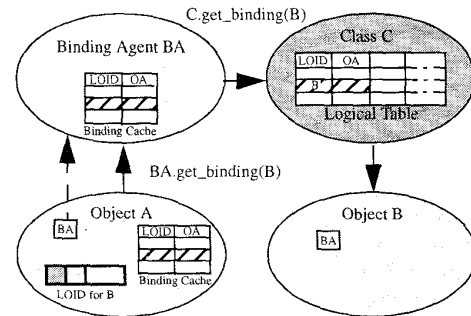 C.get_binding(B)
Binding Agent BA
LOID OA
Binding Cache
Class C
LOID OA
B
Logical Table
BA.get_binding(B)
Object A
BA
LOID OA
Binding Cache
LOID for B
Object B
BA